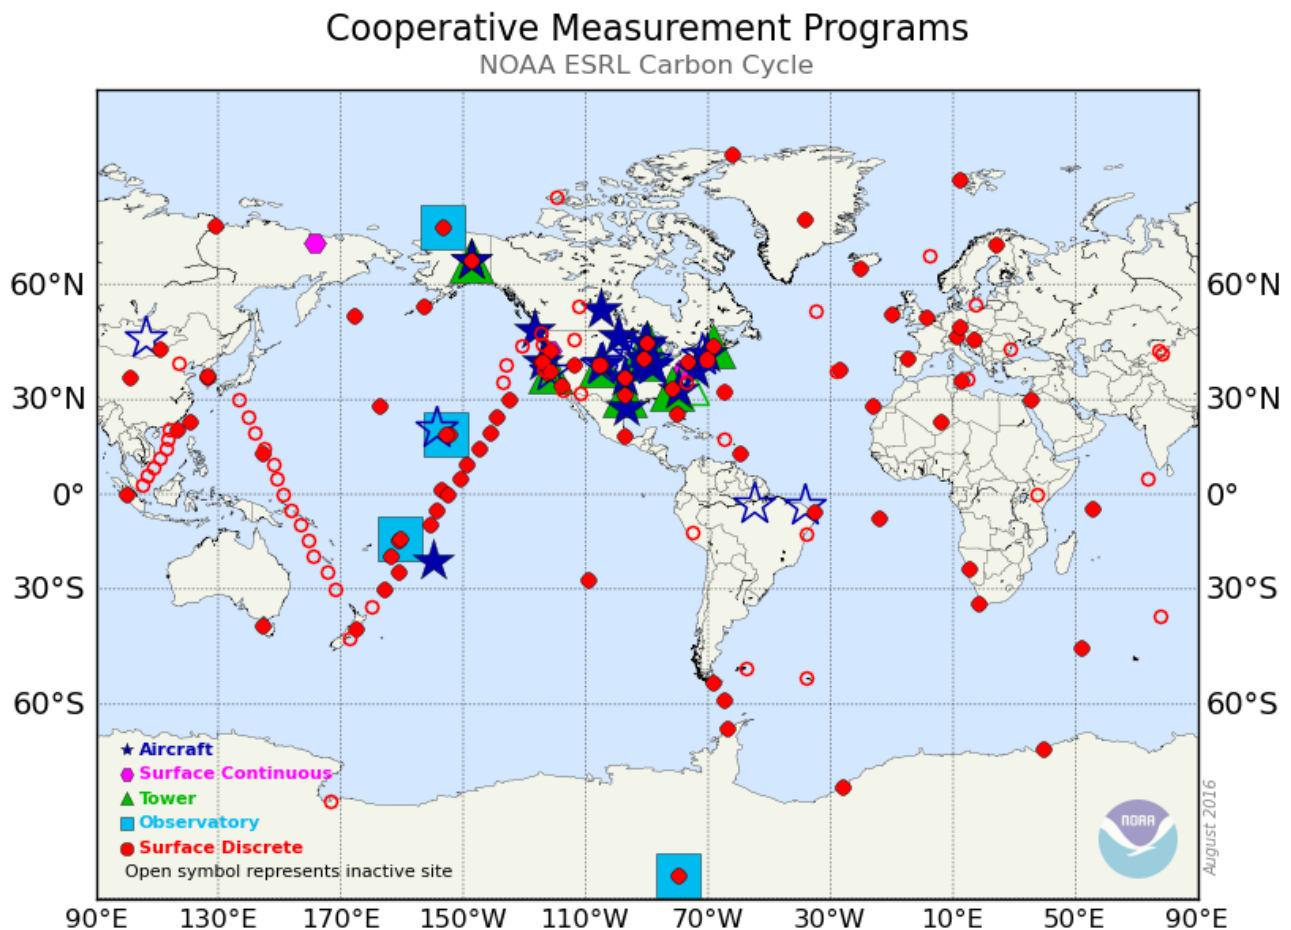 Cooperative Measurement Programs
NOAA ESRL Carbon Cycle
60°N
60°N
30°N
30°N
0°
0°
30°S
30°S
60°S
60°S
Aircraft
Surface Continuous
Tower
Observatory
Surface Discrete
Open symbol represents inactive site
NOAA
August 2016
90°E 130°E 170°E 150°W 110°W 70°W 30°W 10°E 50°E 90°E